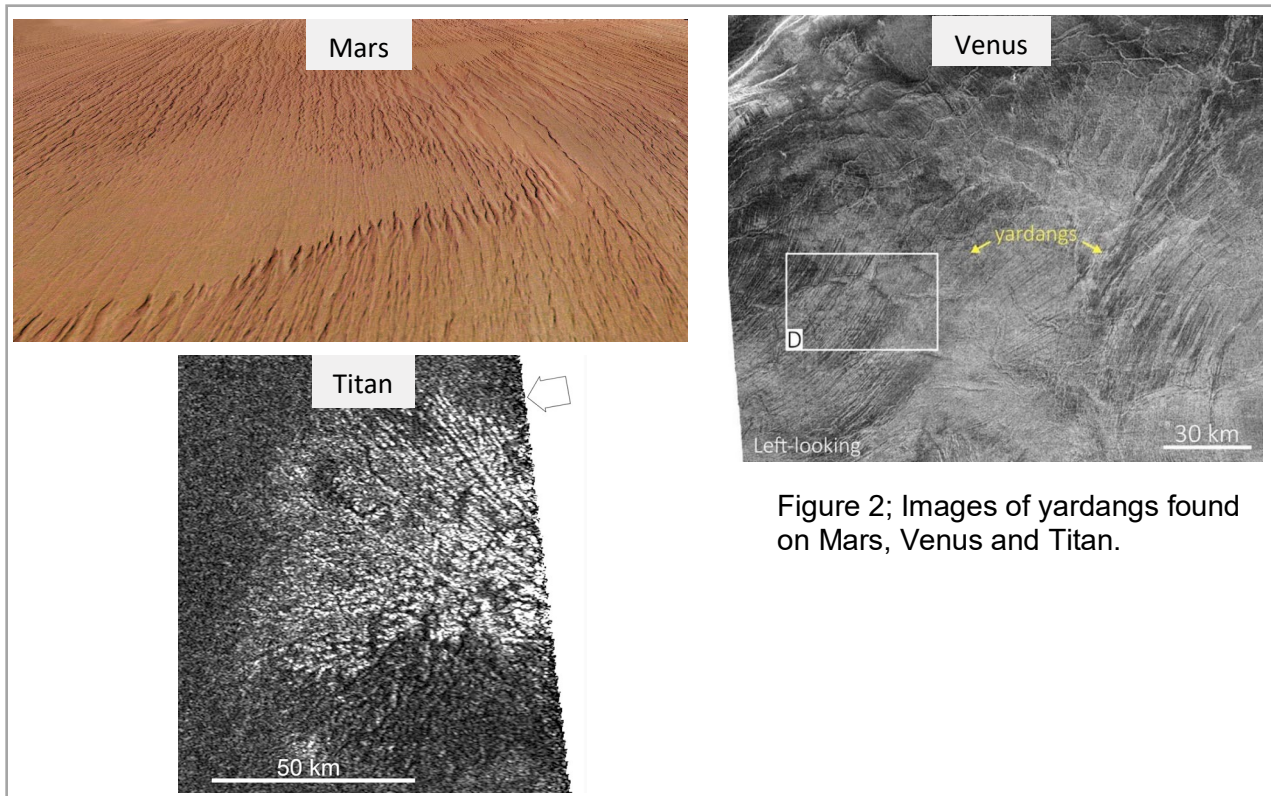 Mars
Venus
yardangs
D
Left-looking
30 km
Titan
50 km
Figure 2; Images of yardangs found
on Mars, Venus and Titan.